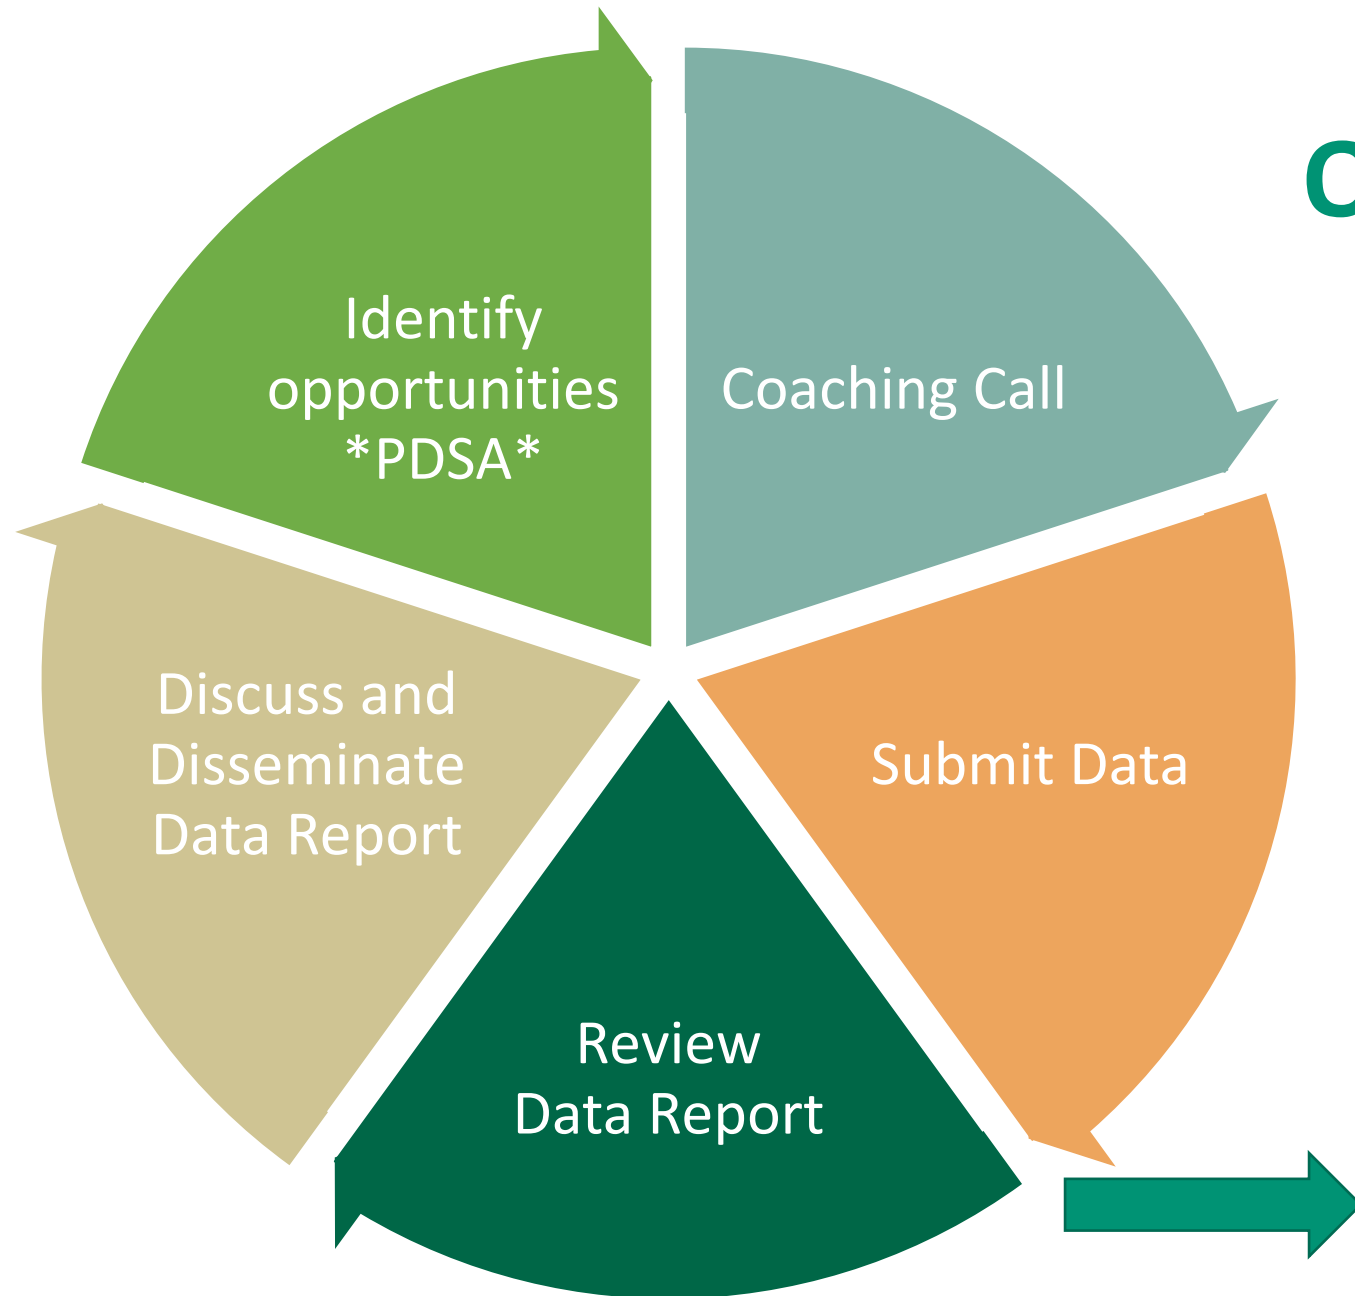 Identify
opportunities
*PDSA*
Coaching Call
Submit Data
Review
Data Report
Discuss and
Disseminate
Data Report
C